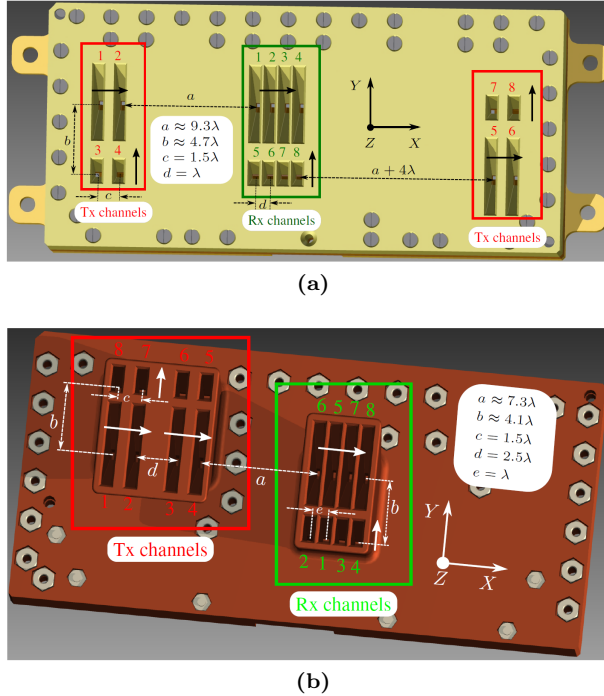 1 2
1 2 3 4
a
a ≈ 9.3λ
b ≈ 4.7λ
c = 1.5λ
d = λ
b
Y
Z X
7 8
3 4
5 6 7 8
5 6
a + 4λ
c
d
Tx channels
Rx channels
Tx channels
(a)
8 7 6 5
c
b
d
a
1 2 3 4
Tx channels
6 5 7 8
e
b
2 1 3 4
Rx channels
a ≈ 7.3λ
b ≈ 4.1λ
c = 1.5λ
d = 2.5λ
e = λ
Y
Z X
(b)